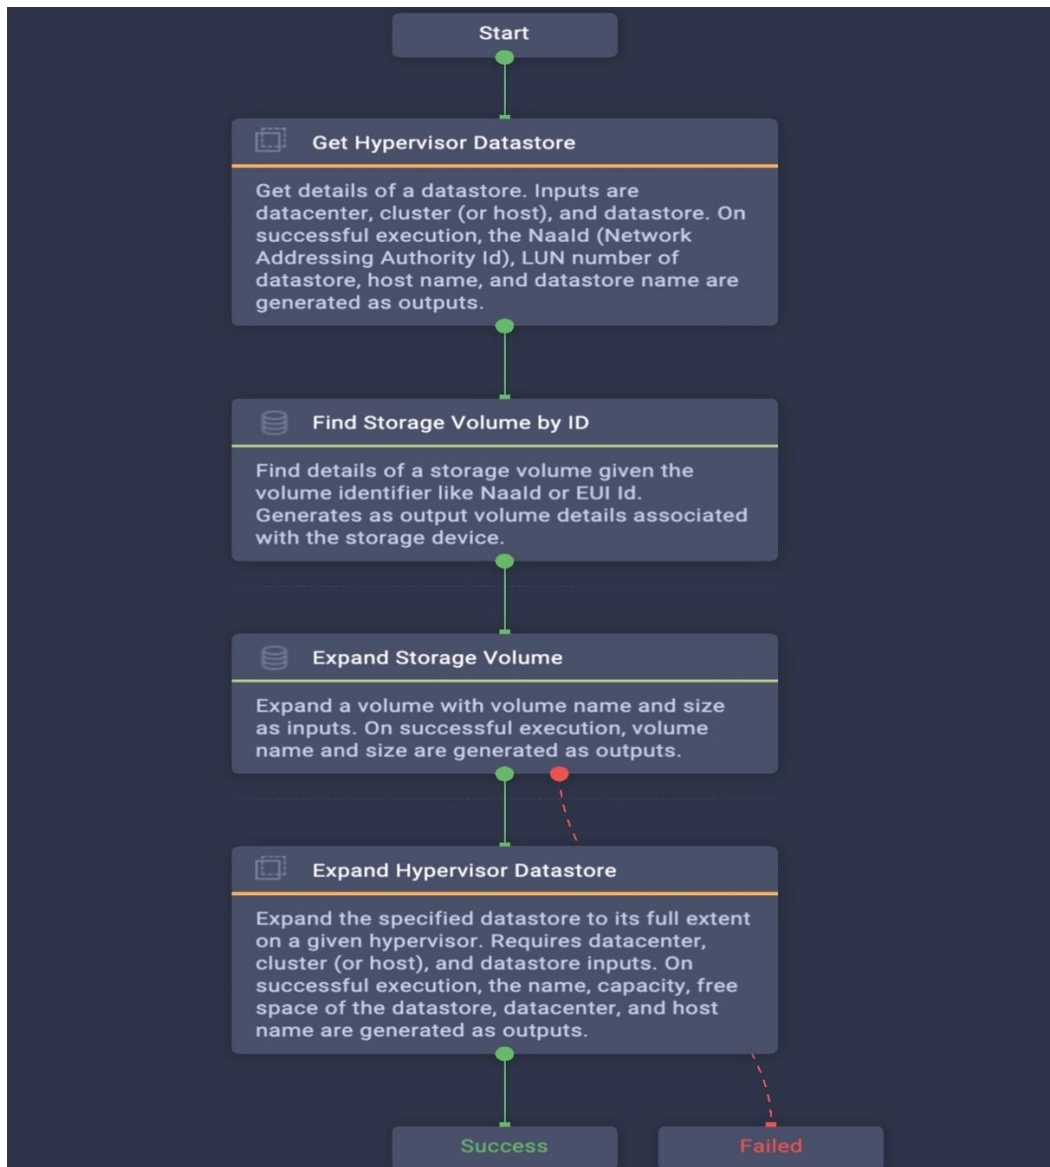 Start
Get Hypervisor Datastore
Get details of a datastore. Inputs are
datacenter, cluster (or host), and datastore. On
successful execution, the NaaId (Network
Addressing Authority Id), LUN number of
datastore, host name, and datastore name are
generated as outputs.
Find Storage Volume by ID
Find details of a storage volume given the
volume identifier like NaaId or EUI Id.
Generates as output volume details associated
with the storage device.
Expand Storage Volume
Expand a volume with volume name and size
as inputs. On successful execution, volume
name and size are generated as outputs.
Expand Hypervisor Datastore
Expand the specified datastore to its full extent
on a given hypervisor. Requires datacenter,
cluster (or host), and datastore inputs. On
successful execution, the name, capacity, free
space of the datastore, datacenter, and host
name are generated as outputs.
Success
Failed